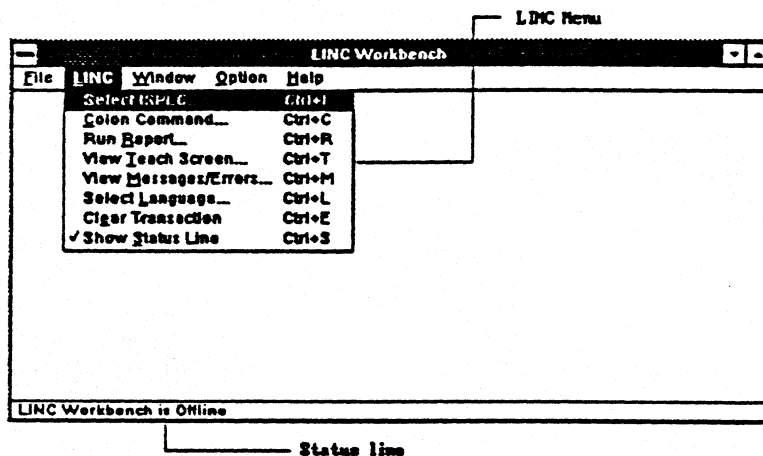 LINC Menu
LINC Workbench
File LINC Window Option Help
Select ISPEC Ctrl+I
Colon Command... Ctrl+C
Run Report... Ctrl+R
View Teach Screen... Ctrl+T
View Messages/Errors... Ctrl+M
Select Language... Ctrl+L
Clear Transaction Ctrl+E
✓ Show Status Line Ctrl+S
LINC Workbench is Offline
Status line